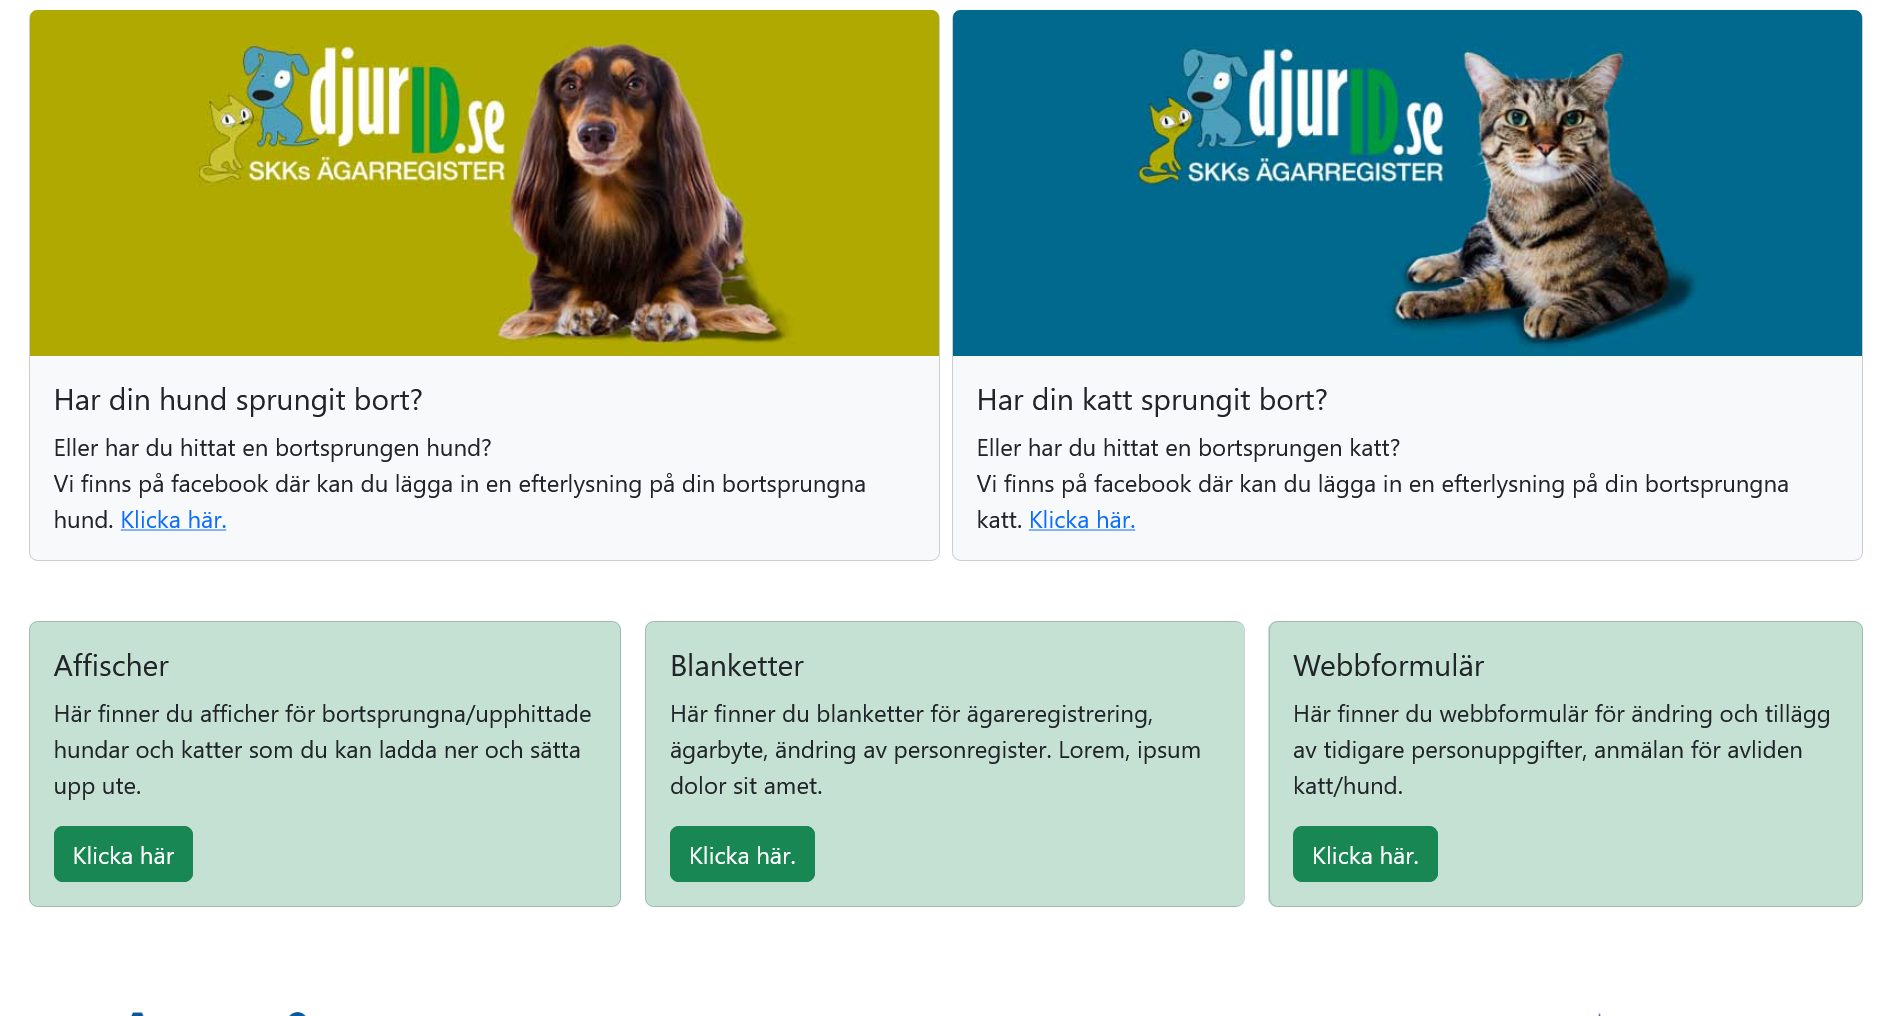 djurID.se
SKKs ÄGARREGISTER
Har din hund sprungit bort?
Eller har du hittat en bortsprungen hund?
Vi finns på facebook där kan du lägga in en efterlysning på din bortsprungna
hund. Klicka här.
djurID.se
SKKs ÄGARREGISTER
Har din katt sprungit bort?
Eller har du hittat en bortsprungen katt?
Vi finns på facebook där kan du lägga in en efterlysning på din bortsprungna
katt. Klicka här.
Affischer
Här finner du afficher för bortsprungna/upphittade
hundar och katter som du kan ladda ner och sätta
upp ute.
Klicka här
Blanketter
Här finner du blanketter för ägareregistrering,
ägarbyte, ändring av personregister. Lorem, ipsum
dolor sit amet.
Klicka här.
Webbformulär
Här finner du webbformulär för ändring och tillägg
av tidigare personuppgifter, anmälan för avliden
katt/hund.
Klicka här.